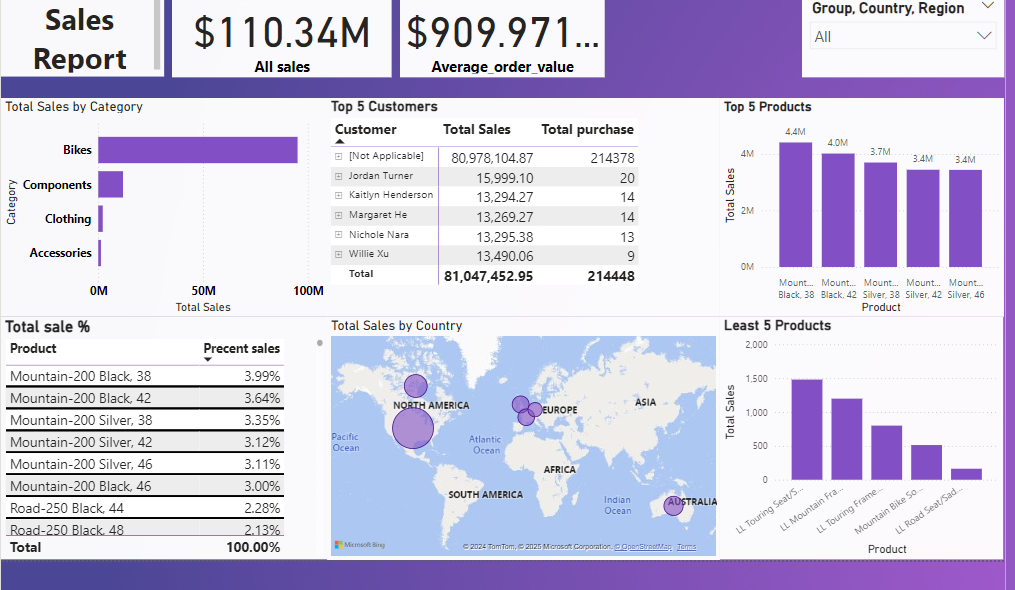 Sales
Report
$110.34M
All sales
$909.971...
Average_order_value
Group, Country, Region
All
Total Sales by Category
Category
Bikes
Components
Clothing
Accessories
0M 50M 100M
Total Sales
Top 5 Customers
Customer Total Sales Total purchase
[Not Applicable] 80,978,104.87 214378
Jordan Turner 15,999.10 20
Kaitlyn Henderson 13,294.27 14
Margaret He 13,269.27 14
Nichole Nara 13,295.38 13
Willie Xu 13,490.06 9
Total 81,047,452.95 214448
Top 5 Products
Total Sales
4M
2M
0M
4.4M 4.0M 3.7M 3.4M 3.4M
Mount... Mount... Mount... Mount... Mount...
Black, 38 Black, 42 Silver, 38 Silver, 42 Silver, 46
Product
Total sale %
Product Precent sales
Mountain-200 Black, 38 3.99%
Mountain-200 Black, 42 3.64%
Mountain-200 Silver, 38 3.35%
Mountain-200 Silver, 42 3.12%
Mountain-200 Silver, 46 3.11%
Mountain-200 Black, 46 3.00%
Road-250 Black, 44 2.28%
Road-250 Black, 48 2.13%
Total 100.00%
Total Sales by Country
NORTH AMERICA
EUROPE
ASIA
Pacific
Ocean
Atlantic
Ocean
AFRICA
SOUTH AMERICA
Indian
Ocean
AUSTRALIA
Microsoft Bing
© 2024 TomTom, © 2025 Microsoft Corporation, © OpenStreetMap Terms
Least 5 Products
Total Sales
2,000
1,500
1,000
500
0
LL Touring Seat/S...
LL Mountain Fra...
LL Touring Frame...
Mountain Bike So...
LL Road Seat/Sad...
Product